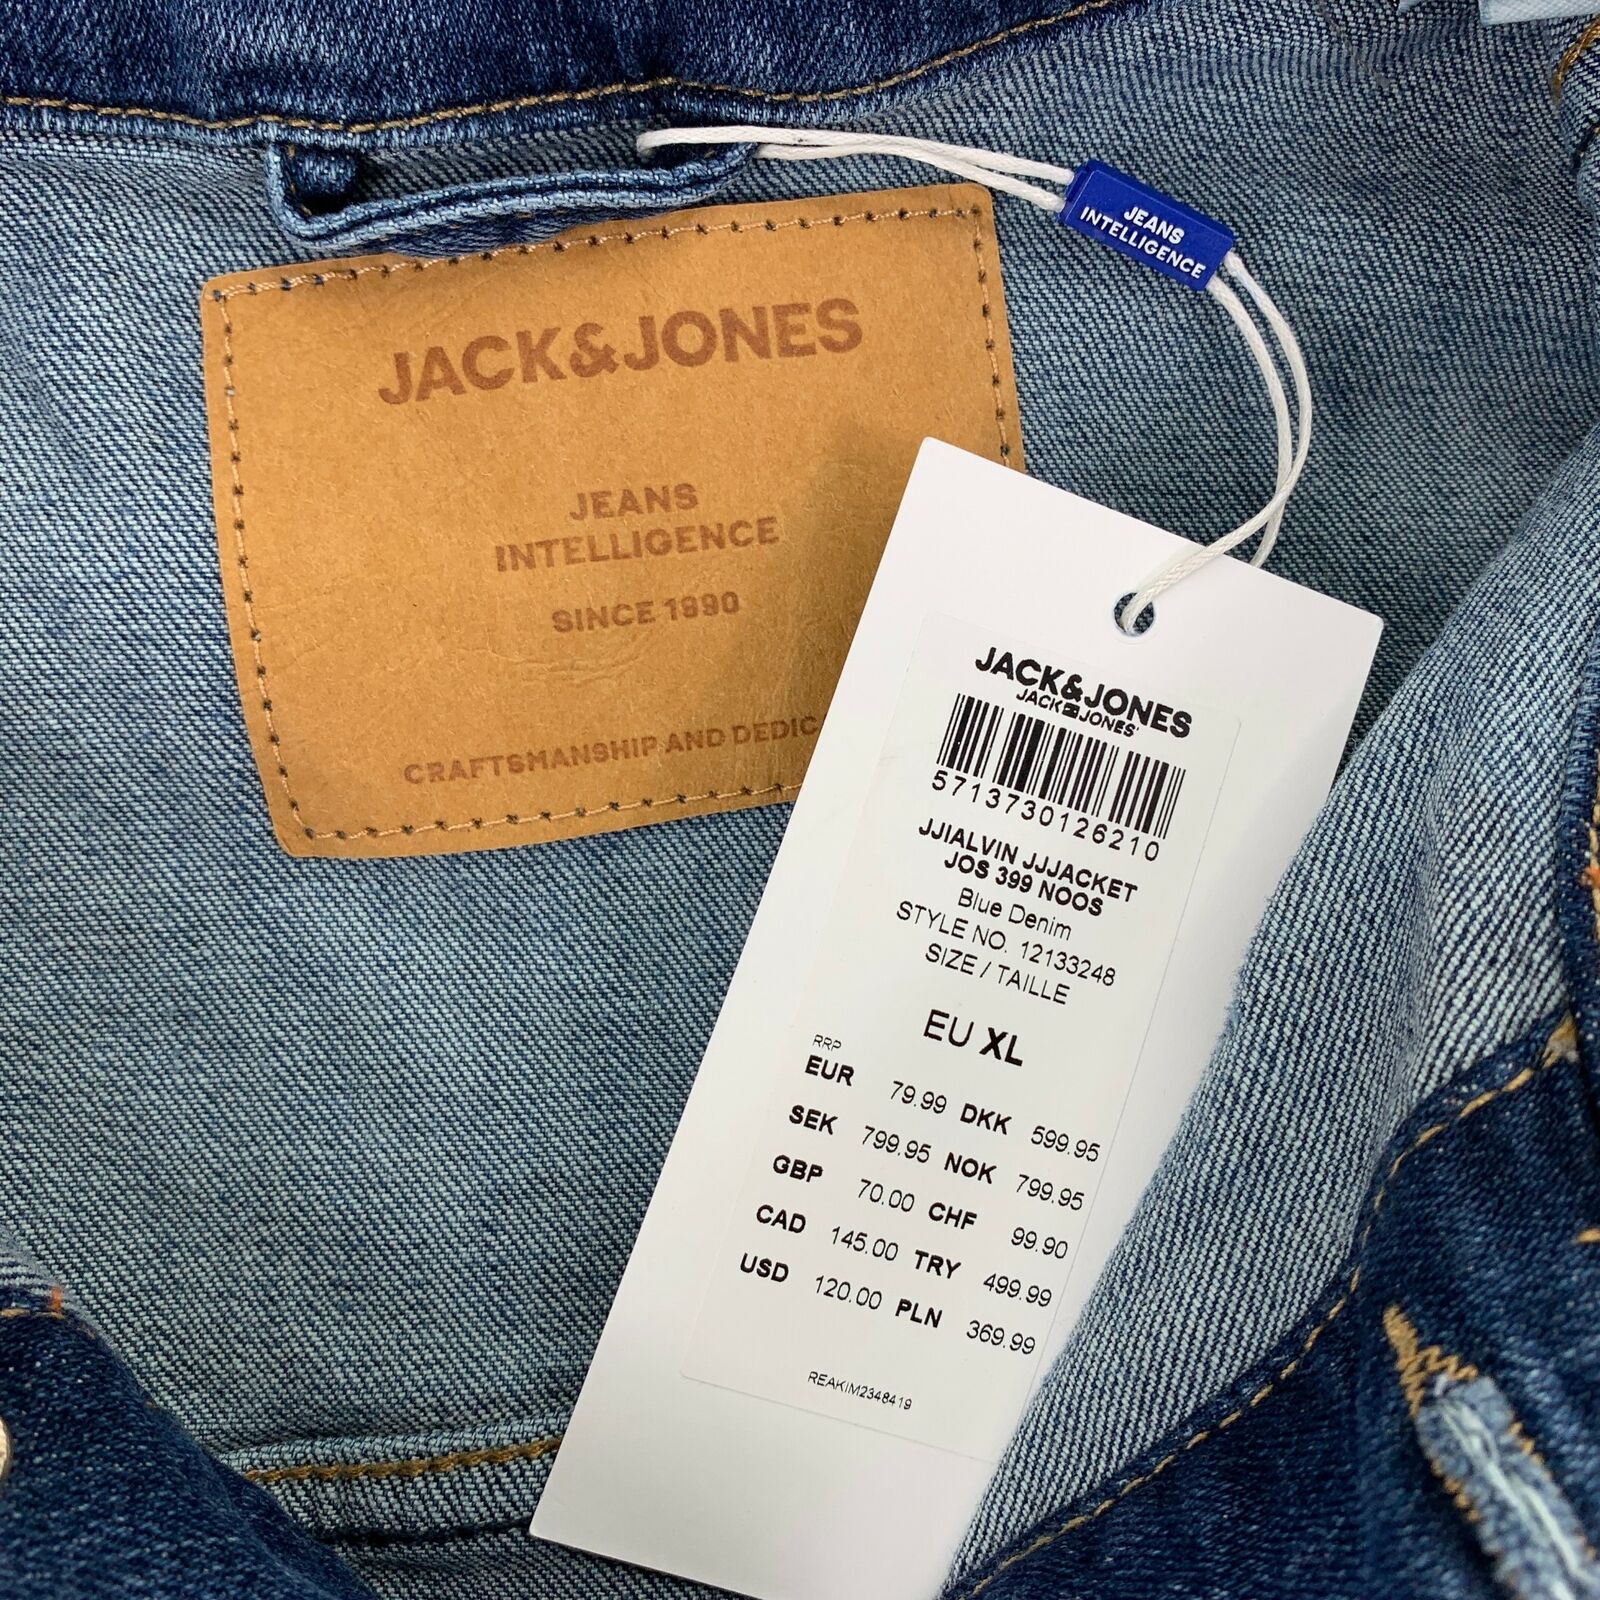 JACK&JONES
JEANS
INTELLIGENCE
SINCE 1990
CRAFTSMANSHIP AND DEDIC
JEANS
INTELLIGENCE
JACK&JONES
JACK JONES
5713730126210
JJIALVIN JJJACKET
JOS 399 NOOS
Blue Denim
STYLE NO. 12133248
SIZE / TAILLE
EU XL
RRP
EUR 79.99 DKK 599.95
SEK 799.95 NOK 799.95
GBP 70.00 CHF 99.90
CAD 145.00 TRY 499.99
USD 120.00 PLN 369.99
REAKIM2348419